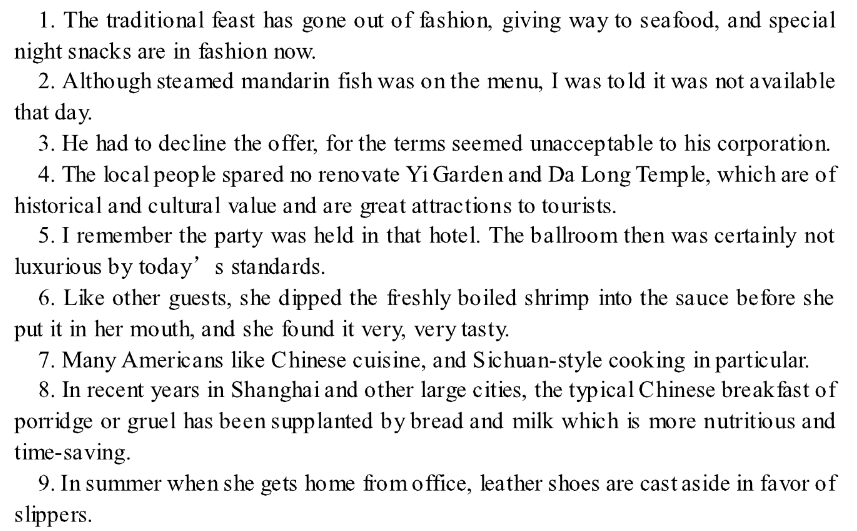 1. The traditional feast has gone out of fashion, giving way to seafood, and special
night snacks are in fashion now.
2. Although steamed mandarin fish was on the menu, I was told it was not available
that day.
3. He had to decline the offer, for the terms seemed unacceptable to his corporation.
4. The local people spared no renovate Yi Garden and Da Long Temple, which are of
historical and cultural value and are great attractions to tourists.
5. I remember the party was held in that hotel. The ballroom then was certainly not
luxurious by today’s standards.
6. Like other guests, she dipped the freshly boiled shrimp into the sauce before she
put it in her mouth, and she found it very, very tasty.
7. Many Americans like Chinese cuisine, and Sichuan-style cooking in particular.
8. In recent years in Shanghai and other large cities, the typical Chinese breakfast of
porridge or gruel has been supplanted by bread and milk which is more nutritious and
time-saving.
9. In summer when she gets home from office, leather shoes are cast aside in favor of
slippers.